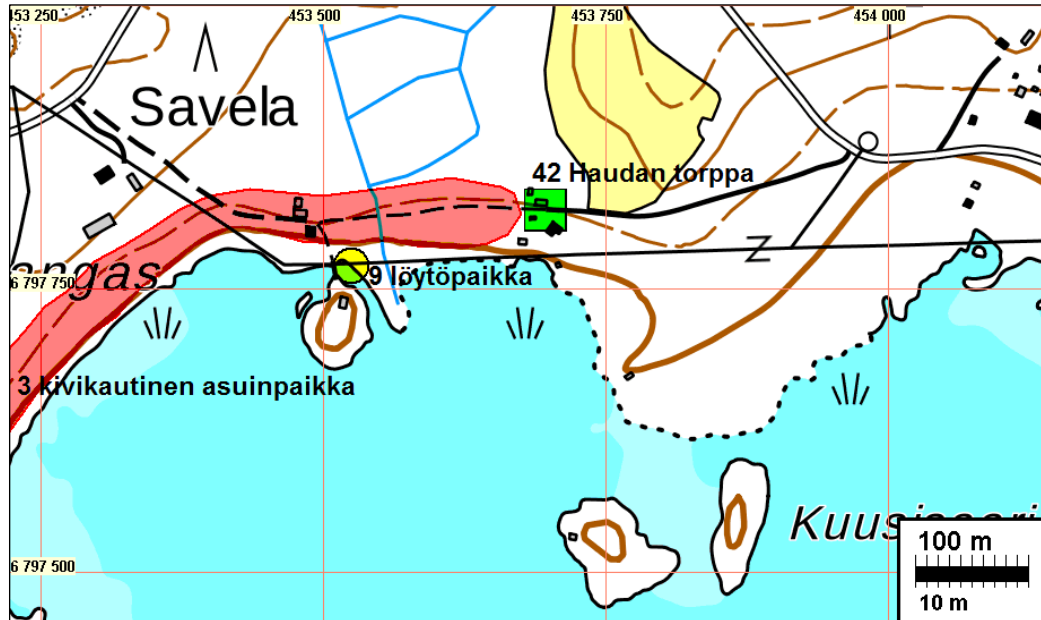 453 250
453 500
453 750
454 000
Savela
42 Haudan torppa
angas
9 löytöpaikka
6 797 750
3 kivikautinen asuinpaikka
Kuusisaari
6 797 500
100 m
10 m